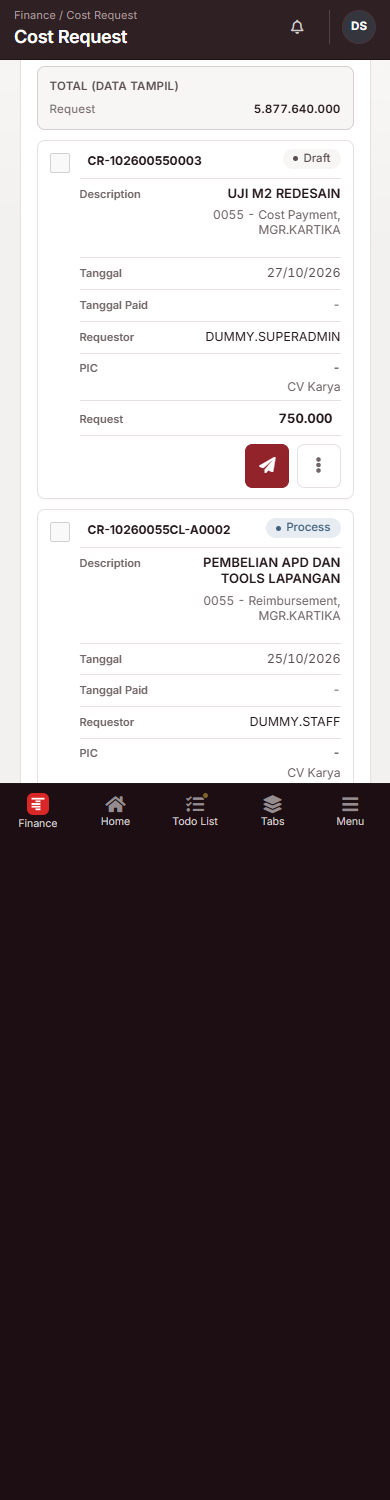 Finance / Cost Request
Cost Request
DS
TOTAL (DATA TAMPIL)
Request 5.877.640.000
CR-102600550003 Draft
Description UJI M2 REDESAIN
0055 - Cost Payment,
MGR.KARTIKA
Tanggal 27/10/2026
Tanggal Paid -
Requestor DUMMY.SUPERADMIN
PIC -
CV Karya
Request 750.000
CR-10260055CL-A0002 Process
Description PEMBELIAN APD DAN
TOOLS LAPANGAN
0055 - Reimbursement,
MGR.KARTIKA
Tanggal 25/10/2026
Tanggal Paid -
Requestor DUMMY.STAFF
PIC -
CV Karya
Finance Home Todo List Tabs Menu